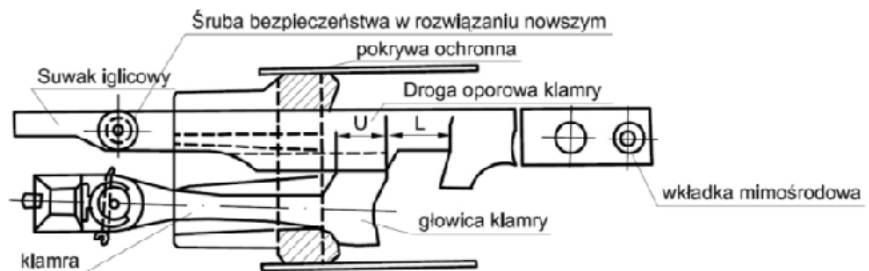 Śruba bezpieczeństwa w rozwiązaniu nowszym
pokrywa ochronna
Suwak iglicowy
Droga oporowa klamry
U
L
wkładka mimośrodowa
głowica klamry
klamra